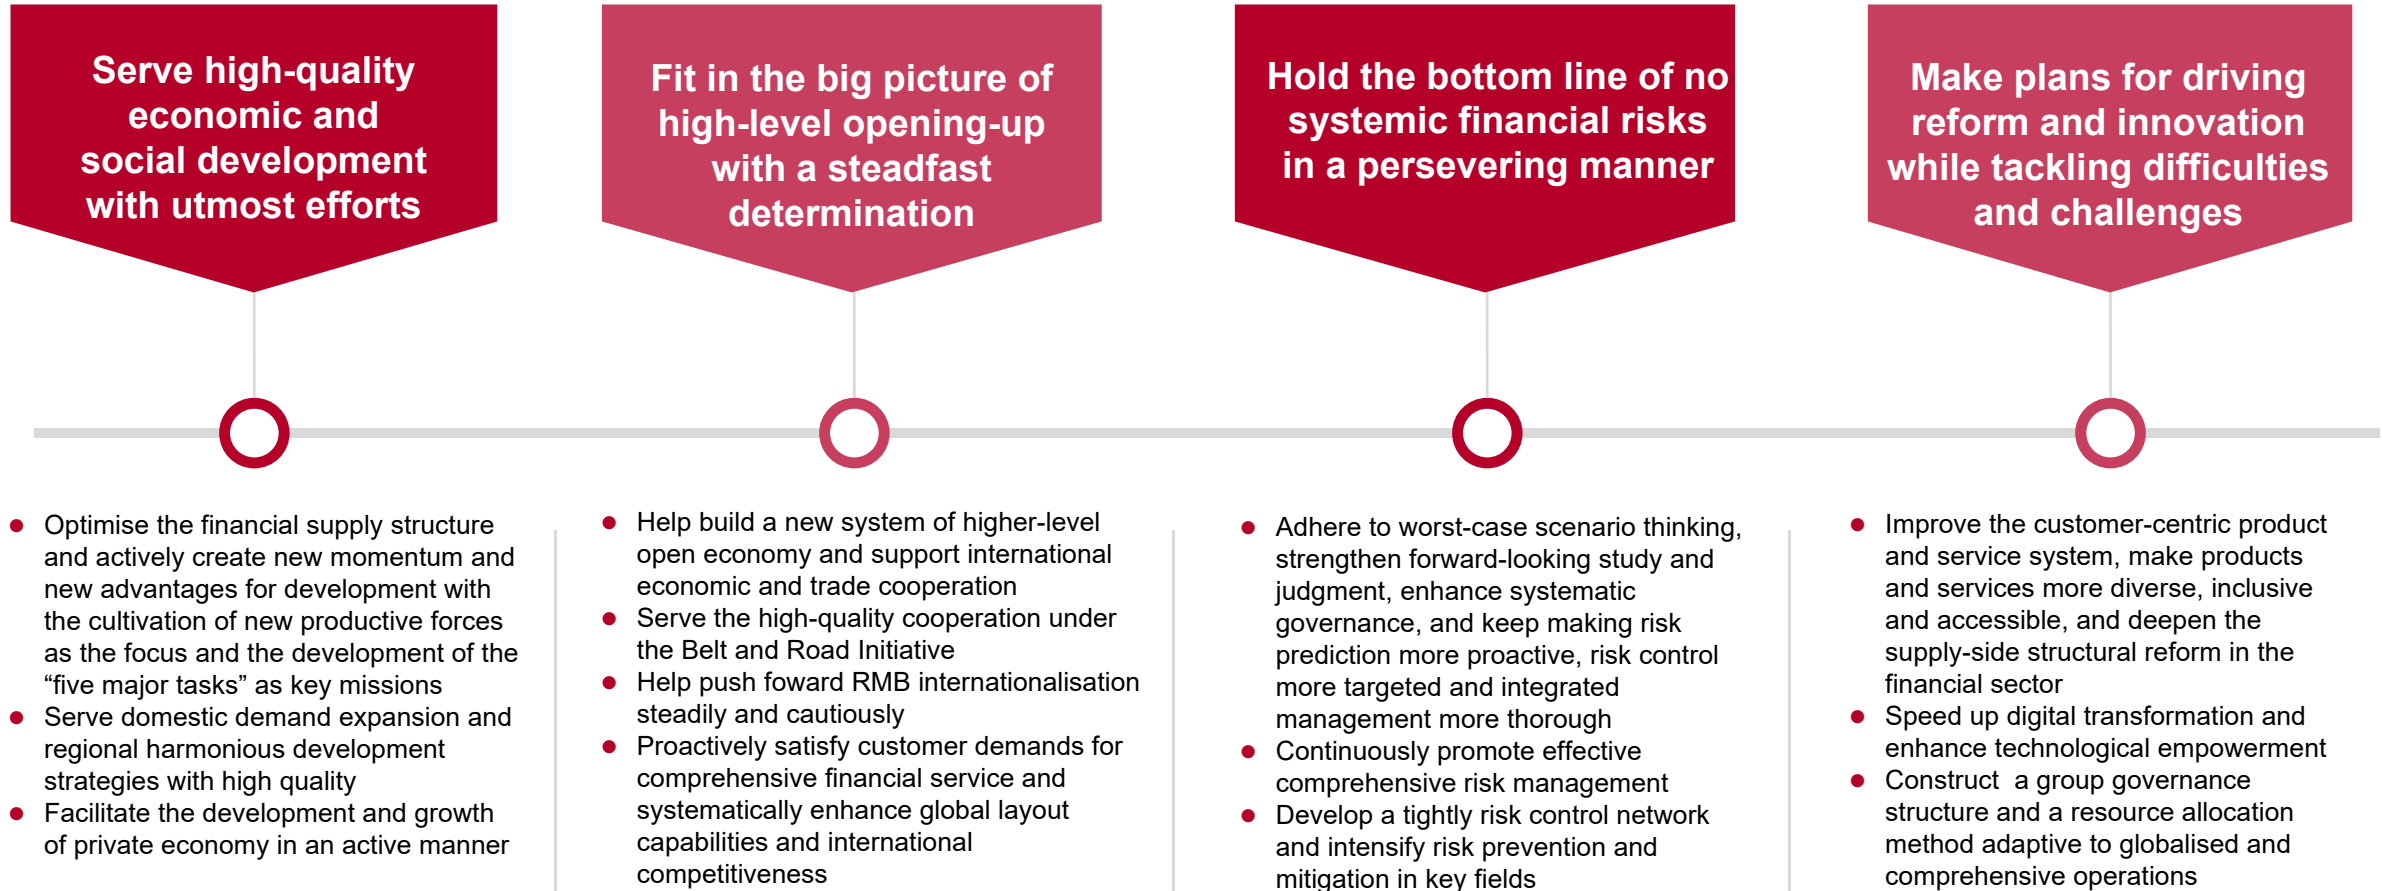 Serve high-quality
economic and
social development
with utmost efforts
Fit in the big picture of
high-level opening-up
with a steadfast
determination
Hold the bottom line of no
systemic financial risks
in a persevering manner
Make plans for driving
reform and innovation
while tackling difficulties
and challenges
● Optimise the financial supply structure
and actively create new momentum and
new advantages for development with
the cultivation of new productive forces
as the focus and the development of the
“five major tasks” as key missions
● Serve domestic demand expansion and
regional harmonious development
strategies with high quality
● Facilitate the development and growth
of private economy in an active manner
● Help build a new system of higher-level
open economy and support international
economic and trade cooperation
● Serve the high-quality cooperation under
the Belt and Road Initiative
● Help push foward RMB internationalisation
steadily and cautiously
● Proactively satisfy customer demands for
comprehensive financial service and
systematically enhance global layout
capabilities and international
competitiveness
● Adhere to worst-case scenario thinking,
strengthen forward-looking study and
judgment, enhance systematic
governance, and keep making risk
prediction more proactive, risk control
more targeted and integrated
management more thorough
● Continuously promote effective
comprehensive risk management
● Develop a tightly risk control network
and intensify risk prevention and
mitigation in key fields
● Improve the customer-centric product
and service system, make products
and services more diverse, inclusive
and accessible, and deepen the
supply-side structural reform in the
financial sector
● Speed up digital transformation and
enhance technological empowerment
● Construct  a group governance
structure and a resource allocation
method adaptive to globalised and
comprehensive operations